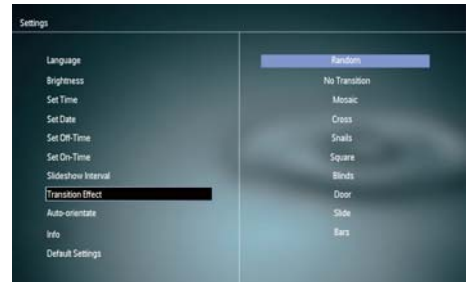 Settings
Language
Brightness
Set Time
Set Date
Set Off-Time
Set On-Time
Slideshow Interval
Transition Effect
Auto-orientate
Info
Default Settings
Random
No Transition
Mosaic
Cross
Snails
Square
Blinds
Door
Slide
Bars